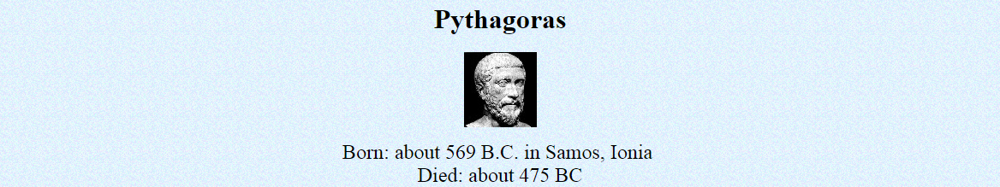 Pythagoras
Born: about 569 B.C. in Samos, Ionia
Died: about 475 BC